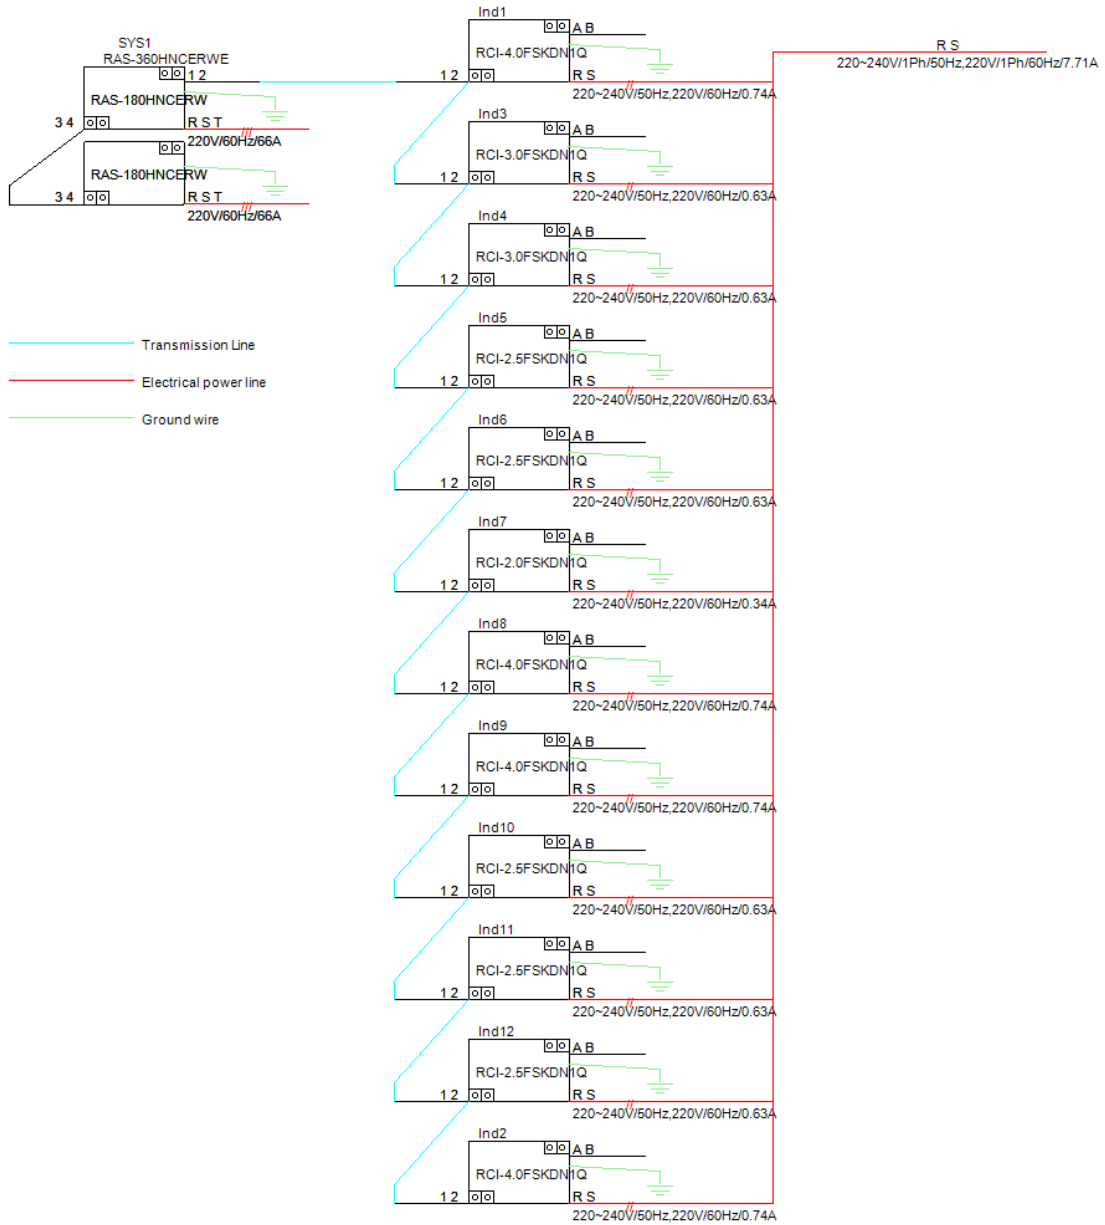 SYS1
RAS-360HNCERWE
1 2
RAS-180HNCERW
3 4
R S T
220V/60Hz/66A
RAS-180HNCERW
3 4
R S T
220V/60Hz/66A
Transmission Line
Electrical power line
Ground wire
Ind1
A B
RCI-4.0FSKDN1Q
1 2
R S
220~240V/50Hz,220V/60Hz/0.74A
Ind3
A B
RCI-3.0FSKDN1Q
1 2
R S
220~240V/50Hz,220V/60Hz/0.63A
Ind4
A B
RCI-3.0FSKDN1Q
1 2
R S
220~240V/50Hz,220V/60Hz/0.63A
Ind5
A B
RCI-2.5FSKDN1Q
1 2
R S
220~240V/50Hz,220V/60Hz/0.63A
Ind6
A B
RCI-2.5FSKDN1Q
1 2
R S
220~240V/50Hz,220V/60Hz/0.63A
Ind7
A B
RCI-2.0FSKDN1Q
1 2
R S
220~240V/50Hz,220V/60Hz/0.34A
Ind8
A B
RCI-4.0FSKDN1Q
1 2
R S
220~240V/50Hz,220V/60Hz/0.74A
Ind9
A B
RCI-4.0FSKDN1Q
1 2
R S
220~240V/50Hz,220V/60Hz/0.74A
Ind10
A B
RCI-2.5FSKDN1Q
1 2
R S
220~240V/50Hz,220V/60Hz/0.63A
Ind11
A B
RCI-2.5FSKDN1Q
1 2
R S
220~240V/50Hz,220V/60Hz/0.63A
Ind12
A B
RCI-2.5FSKDN1Q
1 2
R S
220~240V/50Hz,220V/60Hz/0.63A
Ind2
A B
RCI-4.0FSKDN1Q
1 2
R S
220~240V/50Hz,220V/60Hz/0.74A
R S
220~240V/1Ph/50Hz,220V/1Ph/60Hz/7.71A